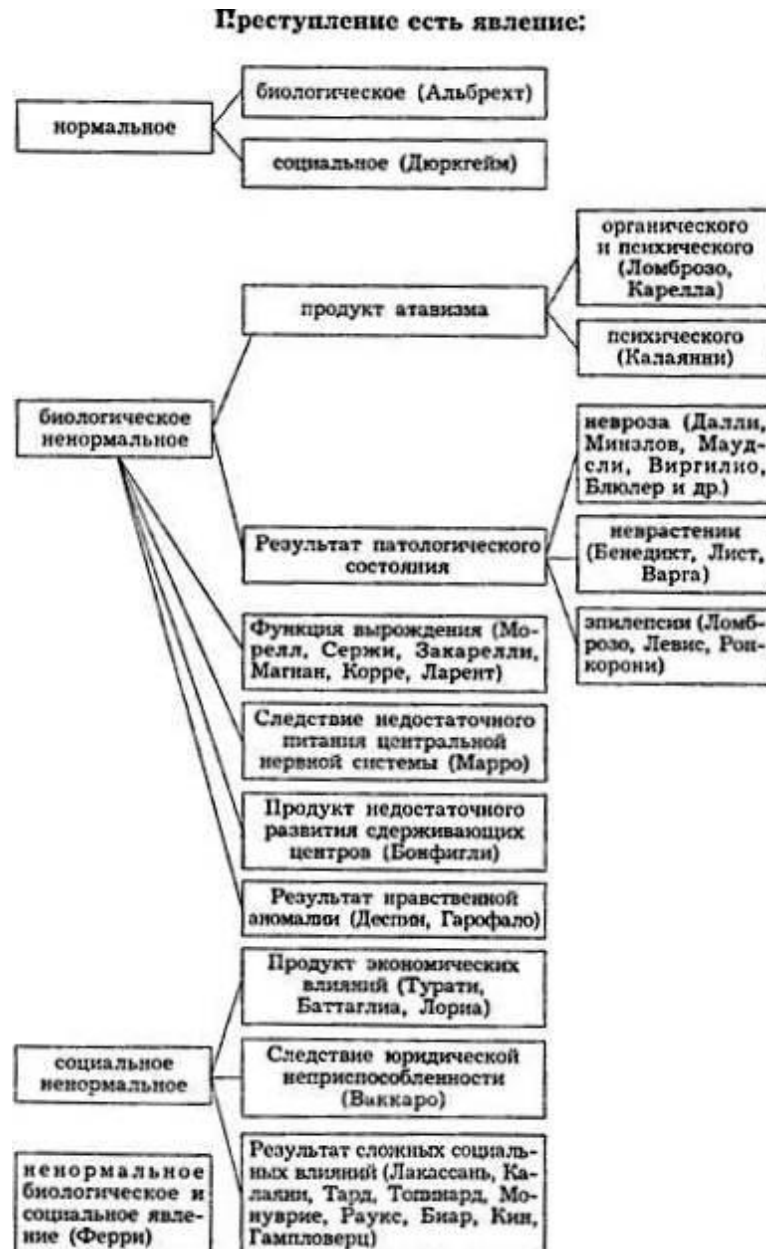 Преступление есть явление:
нормальное
биологическое (Альбрехт)
социальное (Дюркгейм)
биологическое
ненормальное
продукт атавизма
органического
и психического
(Ломброзо,
Карелла)
психического
(Калаянни)
Результат патологического
состояния
невроза (Далли,
Минзлов, Мауд-
сли, Виргилио,
Блюлер и др.)
неврастении
(Бенедикт, Лист,
Варга)
эпилепсии (Ломб-
розо, Левис, Рон-
корони)
Функция вырождения (Мо-
релл, Сержи, Закарелли,
Магнан, Корре, Ларент)
Следствие недостаточного
питания центральной
нервной системы (Марро)
Продукт недостаточного
развития сдерживающих
центров (Бонфигли)
Результат нравственной
аномалии (Деспин, Гарофало)
социальное
ненормальное
Продукт экономических
влияний (Турати,
Баттаглиа, Лориа)
Следствие юридической
неприспособленности
(Ваккаро)
Результат сложных социаль-
ных влияний (Лакассань, Ка-
лаяни, Тард, Топинард, Мо-
нуврие, Раукс, Биар, Кин,
Гампловерц)
ненормальное
биологическое и
социальное явле-
ние (Ферри)